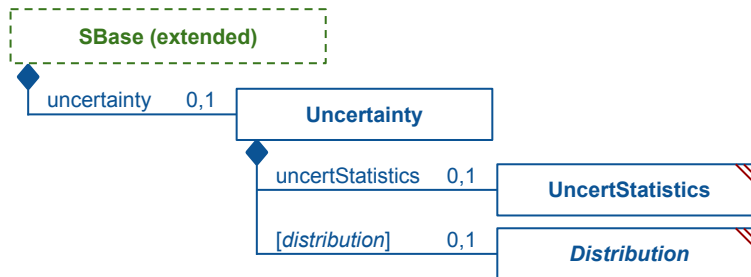 SBase (extended)
uncertainty 0,1
Uncertainty
uncertStatistics 0,1
UncertStatistics
[distribution] 0,1
Distribution